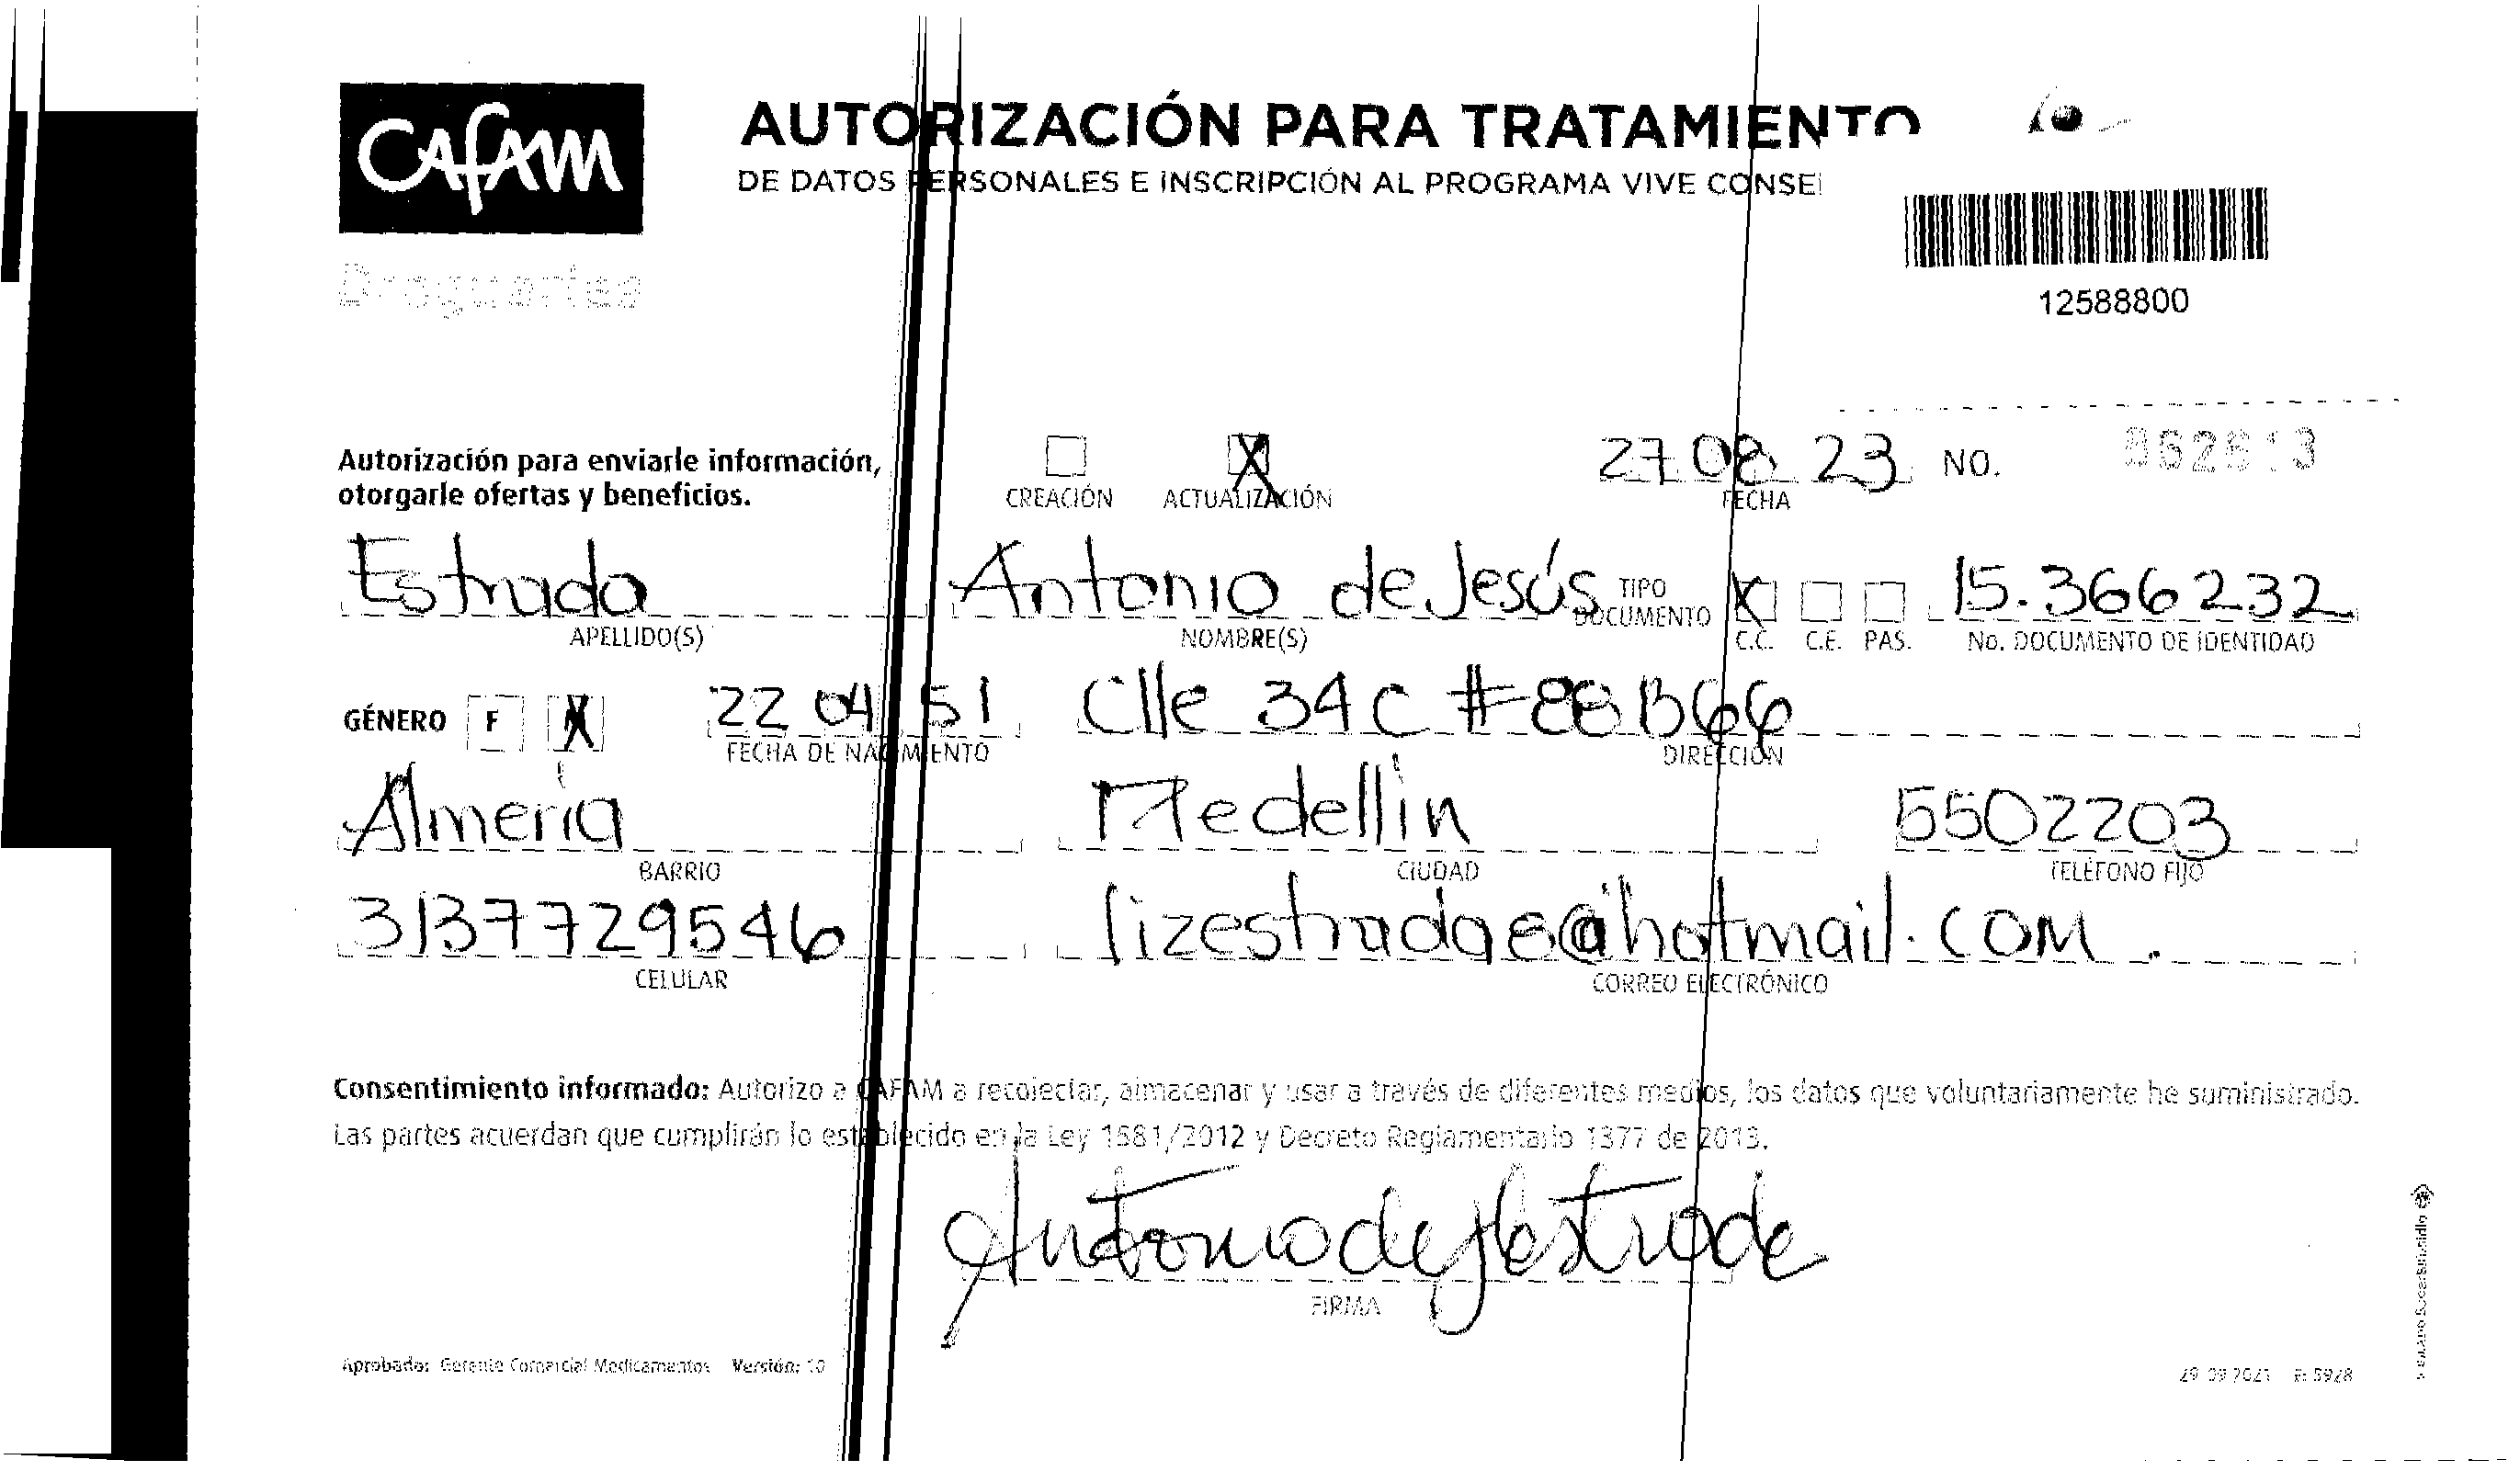 CAFAM
AUTORIZACIÓN PARA TRATAMIENTO
DE DATOS PERSONALES E INSCRIPCIÓN AL PROGRAMA VIVE CONSE
Droguerías
12588800
Autorización para enviarle información,
otorgarle ofertas y beneficios.
CREACIÓN X ACTUALIZACIÓN
27 08 23 FECHA
NO.
Estrada Antonio de Jesús TIPO DOCUMENTO X 15.366232
APELLIDO(S) NOMBRE(S) C.C. C.E. PAS. No. DOCUMENTO DE IDENTIDAD
GÉNERO F X 22 04 51 Clle 34C #88B66
FECHA DE NACIMIENTO DIRECCIÓN
Almeria Medellin 5502203
BARRIO CIUDAD TELÉFONO FIJO
3137729546 lizestrada8@hotmail.com.
CELULAR CORREO ELECTRÓNICO
Consentimiento informado: Autorizo a CAFAM a recolectar, almacenar y usar a través de diferentes medios, los datos que voluntariamente he suministrado.
Las partes acuerdan que cumplirán lo establecido en la Ley 1581/2012 y Decreto Reglamentario 1377 de 2013.
Antonio de J Estrada
FIRMA
Aprobado: Gerente Comercial Medicamentos Versión: 10